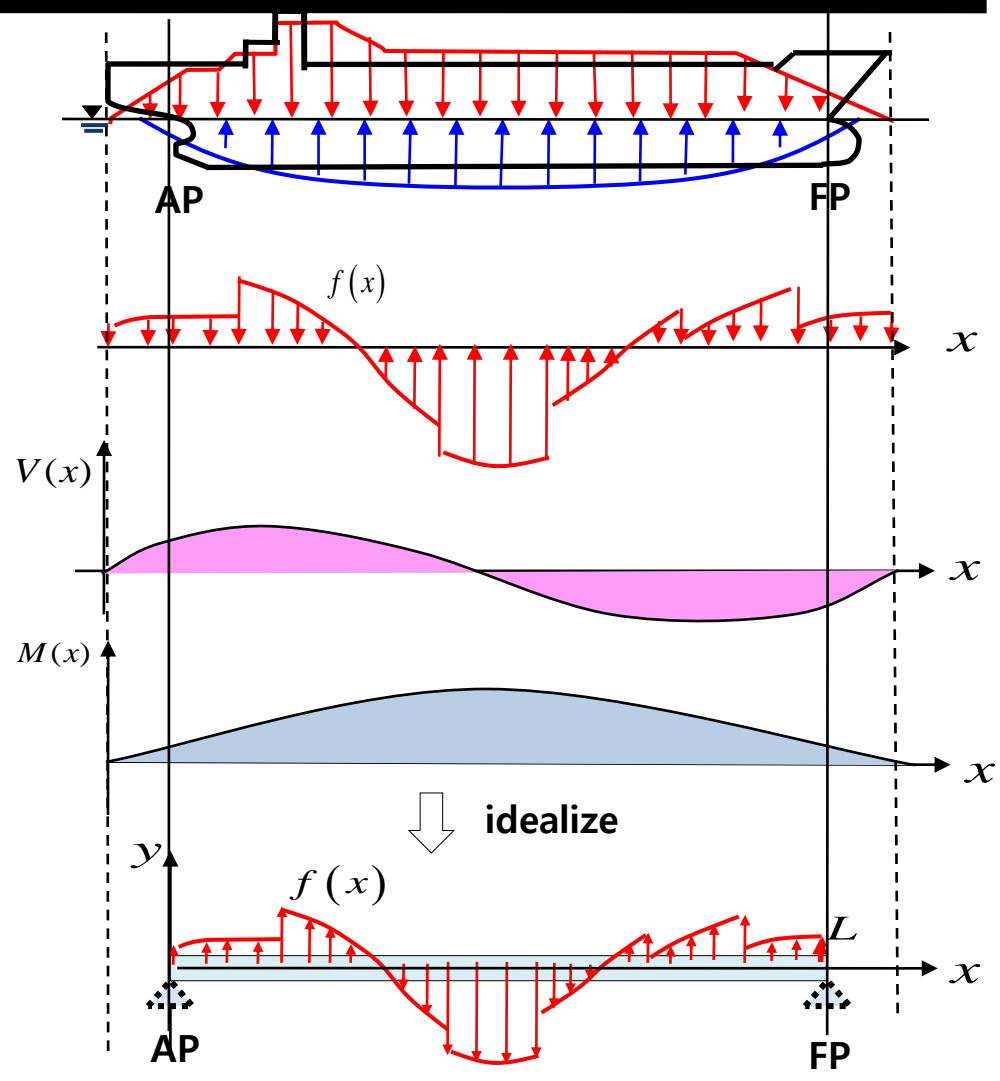 AP FP
f(x)
x
V(x)
x
M(x)
x
idealize
y
f(x)
L
x
AP FP